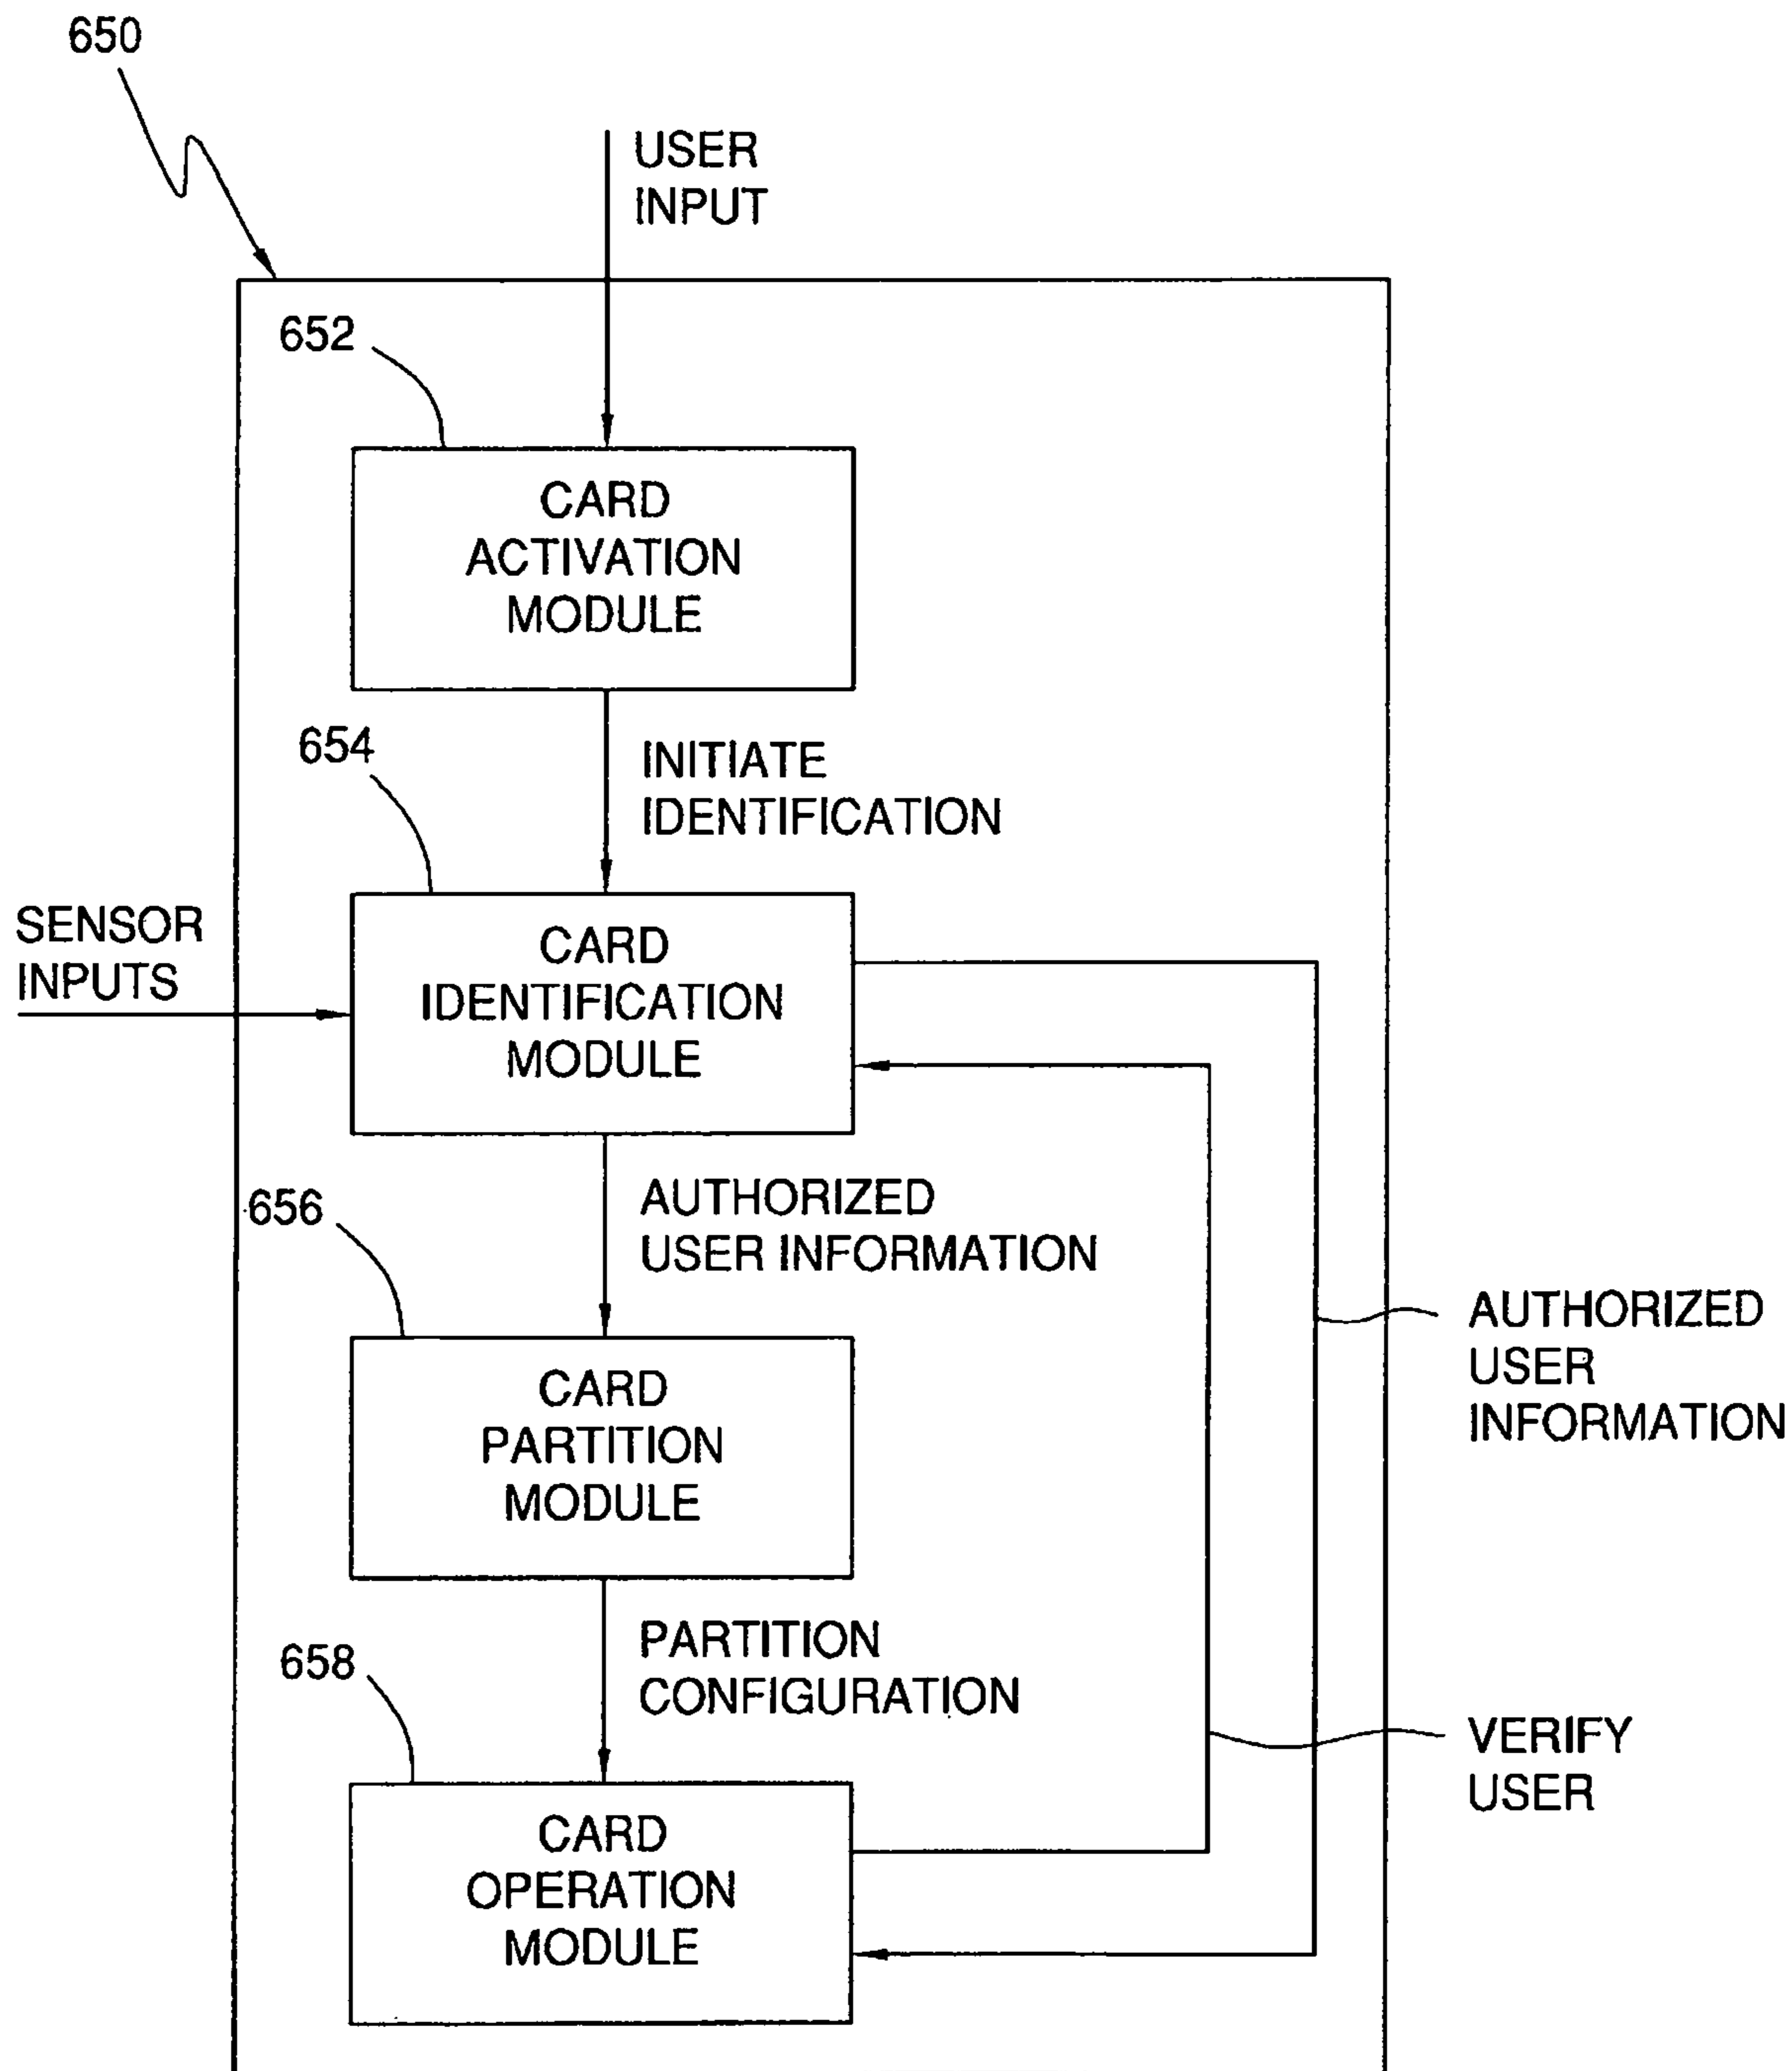 650
USER
INPUT
652
CARD
ACTIVATION
MODULE
654
INITIATE
IDENTIFICATION
SENSOR
INPUTS
CARD
IDENTIFICATION
MODULE
656
AUTHORIZED
USER INFORMATION
AUTHORIZED
USER
INFORMATION
CARD
PARTITION
MODULE
658
PARTITION
CONFIGURATION
VERIFY
USER
CARD
OPERATION
MODULE